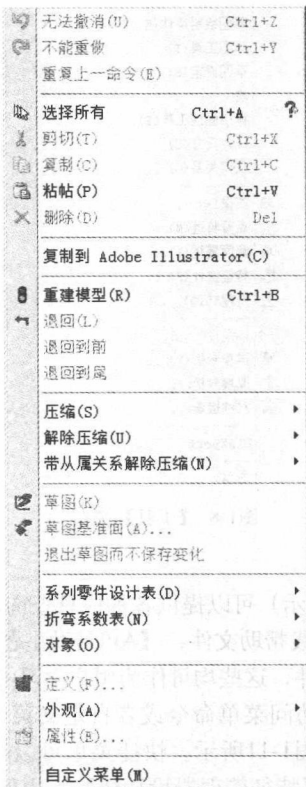 无法撤消(U) Ctrl+Z
不能重做 Ctrl+Y
重复上一命令(E)
选择所有 Ctrl+A ?
剪切(T) Ctrl+X
复制(C) Ctrl+C
粘帖(P) Ctrl+V
删除(D) Del
复制到 Adobe Illustrator(C)
重建模型(R) Ctrl+B
退回(L)
退回到前
退回到尾
压缩(S)
解除压缩(U)
带从属关系解除压缩(N)
草图(K)
草图基准面(A)...
退出草图而不保存变化
系列零件设计表(D)
折弯系数表(N)
对象(O)
定义(F)...
外观(A)
属性(E)...
自定义菜单(M)